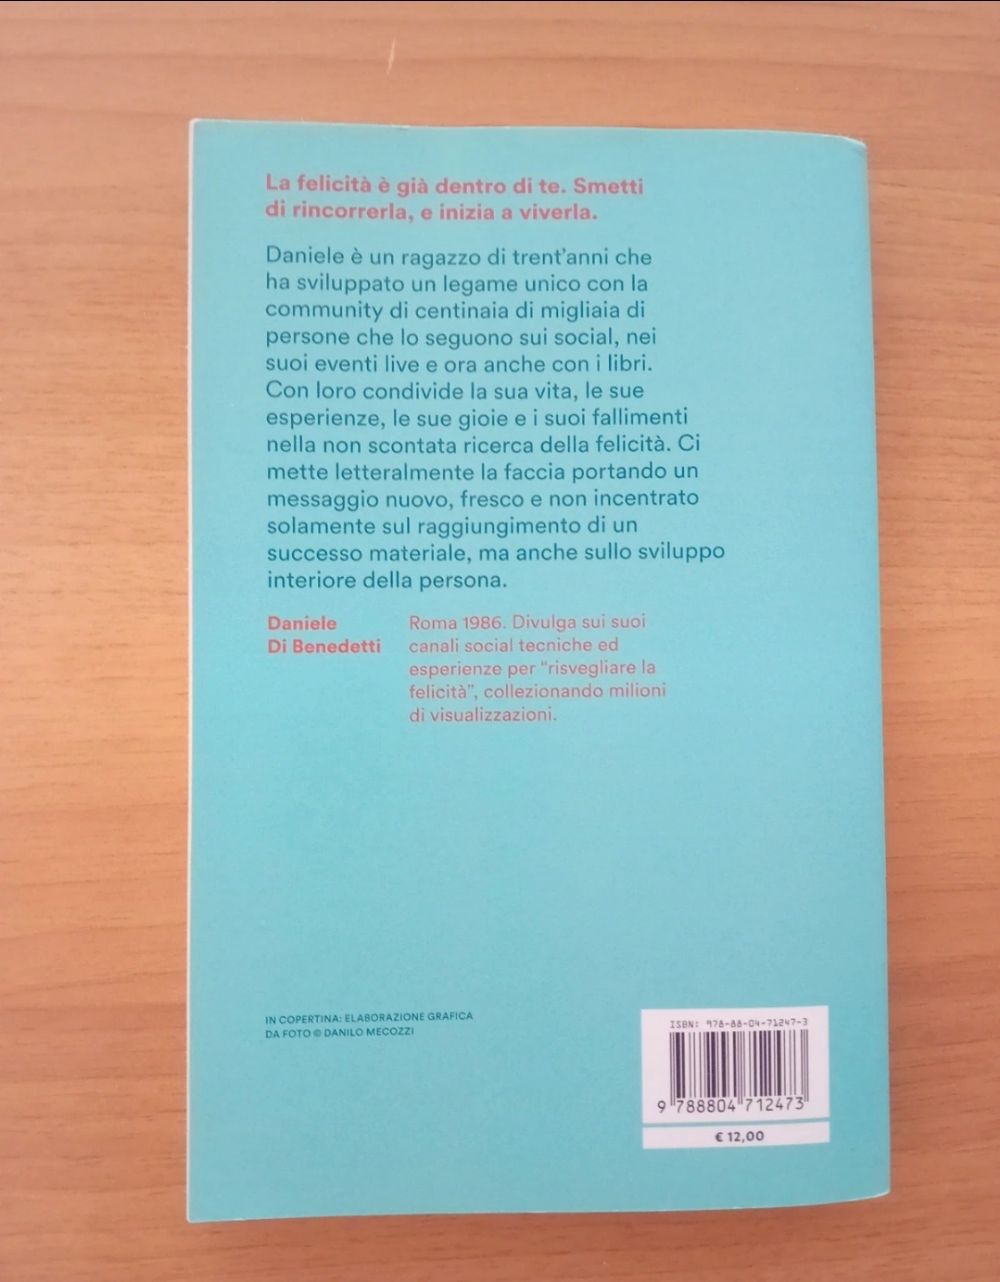 La felicità è già dentro di te. Smetti
di rincorrerla, e inizia a viverla.
Daniele è un ragazzo di trent'anni che
ha sviluppato un legame unico con la
community di centinaia di migliaia di
persone che lo seguono sui social, nei
suoi eventi live e ora anche con i libri.
Con loro condivide la sua vita, le sue
esperienze, le sue gioie e i suoi fallimenti
nella non scontata ricerca della felicità. Ci
mette letteralmente la faccia portando un
messaggio nuovo, fresco e non incentrato
solamente sul raggiungimento di un
successo materiale, ma anche sullo sviluppo
interiore della persona.
Daniele
Di Benedetti
Roma 1986. Divulga sui suoi
canali social tecniche ed
esperienze per "risvegliare la
felicità", collezionando milioni
di visualizzazioni.
IN COPERTINA: ELABORAZIONE GRAFICA
DA FOTO © DANILO MECOZZI
ISBN: 978-88-04-71247-3
9 788804 712473
€ 12,00